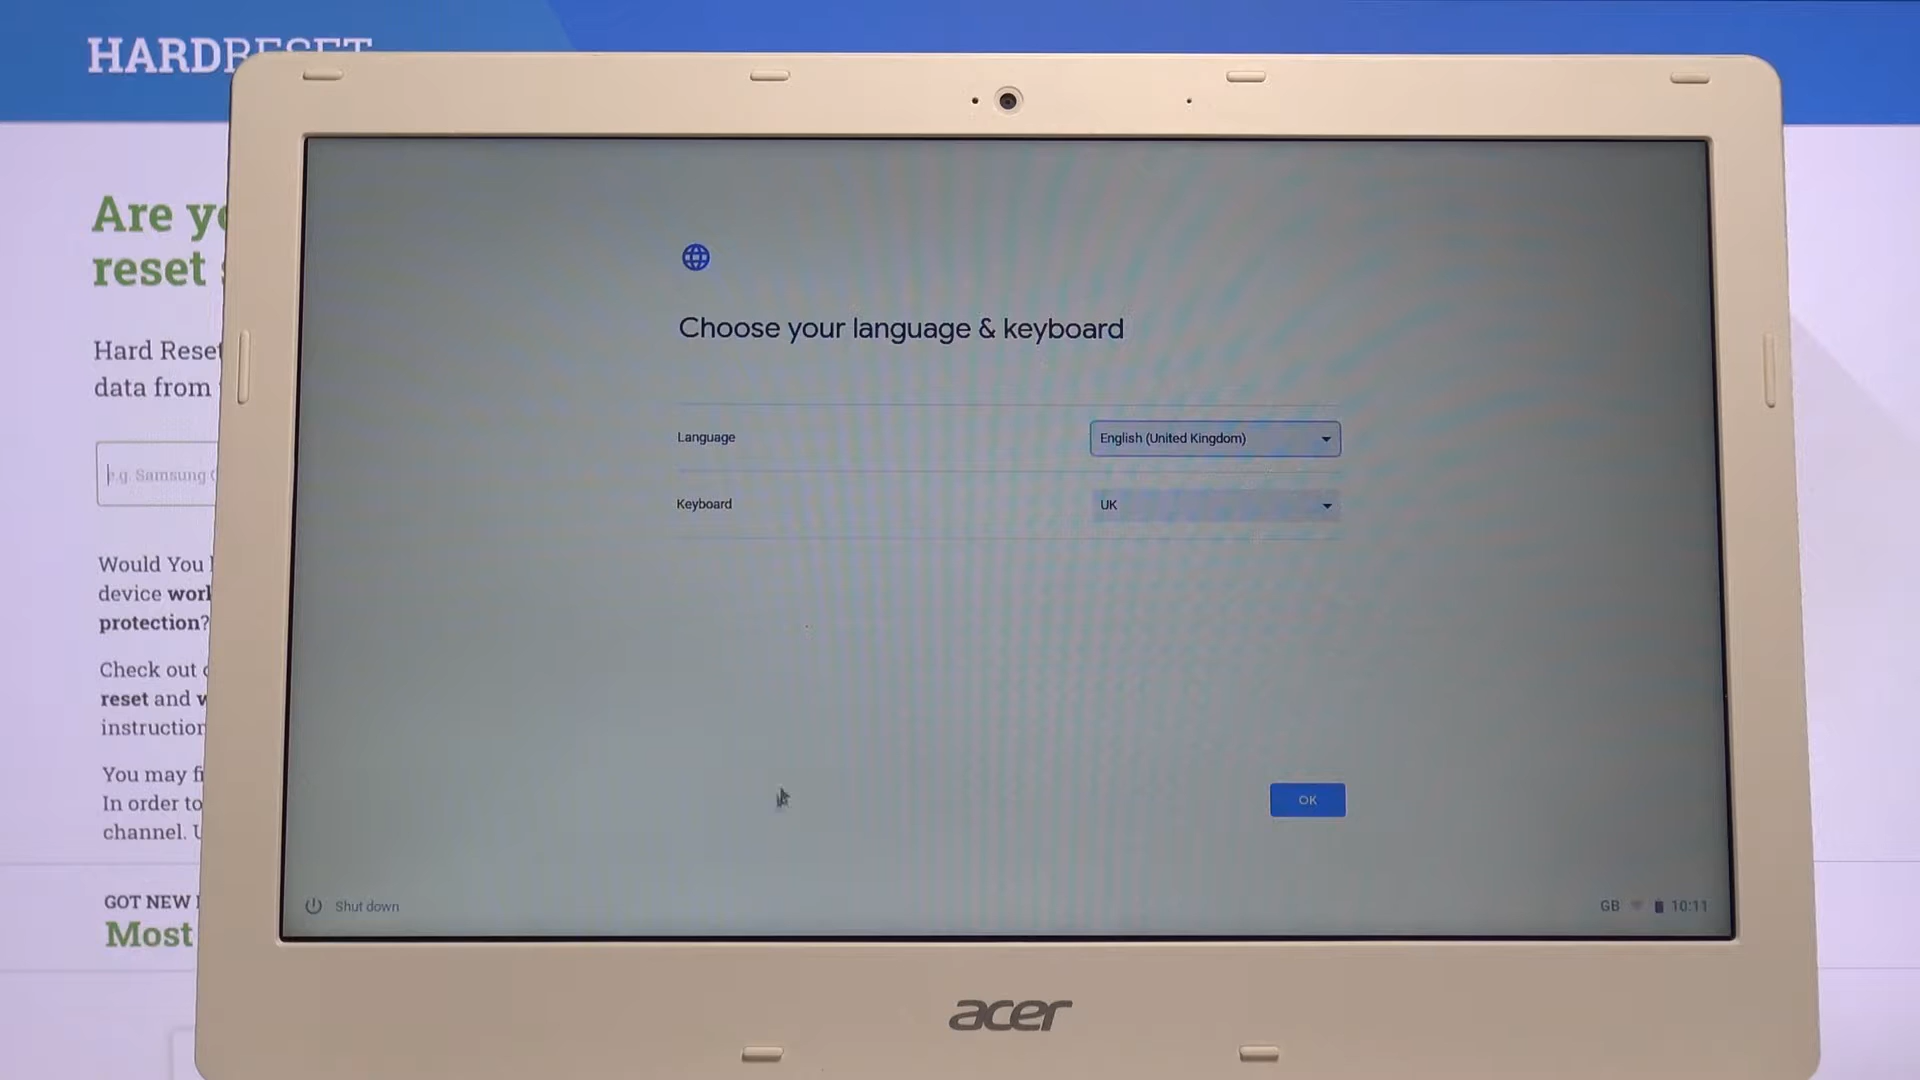 Are
reset
Hard Reset
data from
e.g. Samsung
Would You
device
protection?
Check out
reset and
instruction
You may
In order to
channel.
GOT NEW
Most
Choose your language & keyboard
Language
English (United Kingdom)
Keyboard
UK
OK
Shut down
GB 10:11
acer